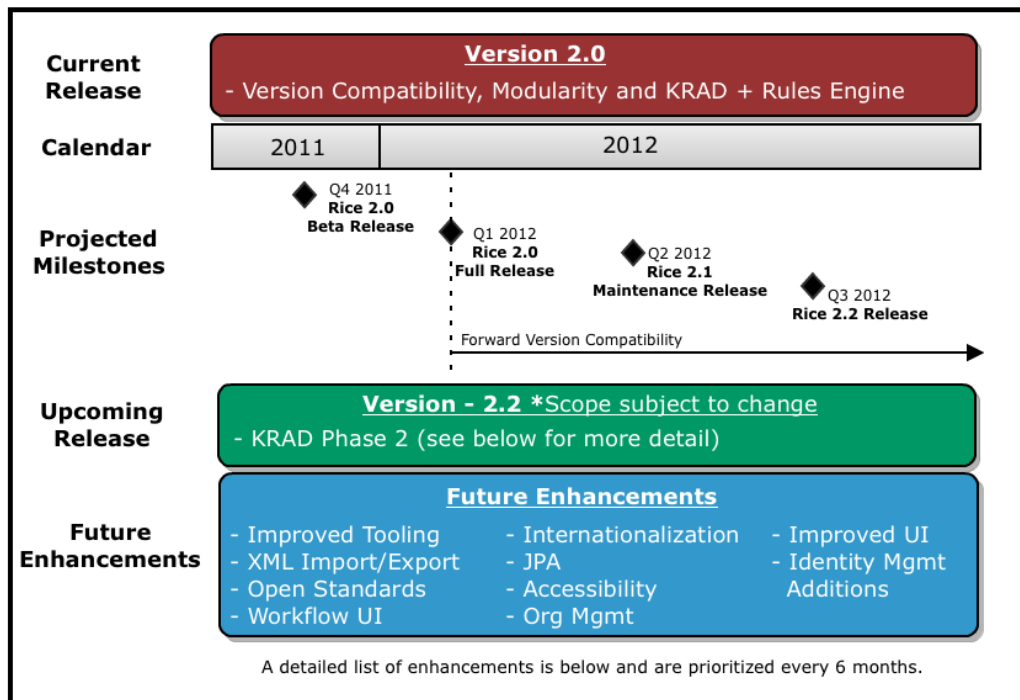 Current
Release
Version 2.0
- Version Compatibility, Modularity and KRAD + Rules Engine
Calendar
2011
2012
Projected
Milestones
Q4 2011
Rice 2.0
Beta Release
Q1 2012
Rice 2.0
Full Release
Q2 2012
Rice 2.1
Maintenance Release
Q3 2012
Rice 2.2 Release
Forward Version Compatibility
Upcoming
Release
Version - 2.2 *Scope subject to change
- KRAD Phase 2 (see below for more detail)
Future
Enhancements
Future Enhancements
- Improved Tooling
- XML Import/Export
- Open Standards
- Workflow UI
- Internationalization
- JPA
- Accessibility
- Org Mgmt
- Improved UI
- Identity Mgmt
Additions
A detailed list of enhancements is below and are prioritized every 6 months.